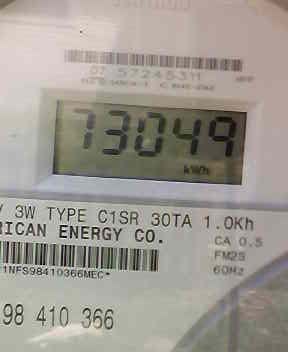 07 57245311
73049
kWh
V 3W TYPE C1SR 30TA 1.0Kh
RICAN ENERGY CO.
CA 0.5
FM2S
60Hz
1NFS98410366MEC*
98 410 366